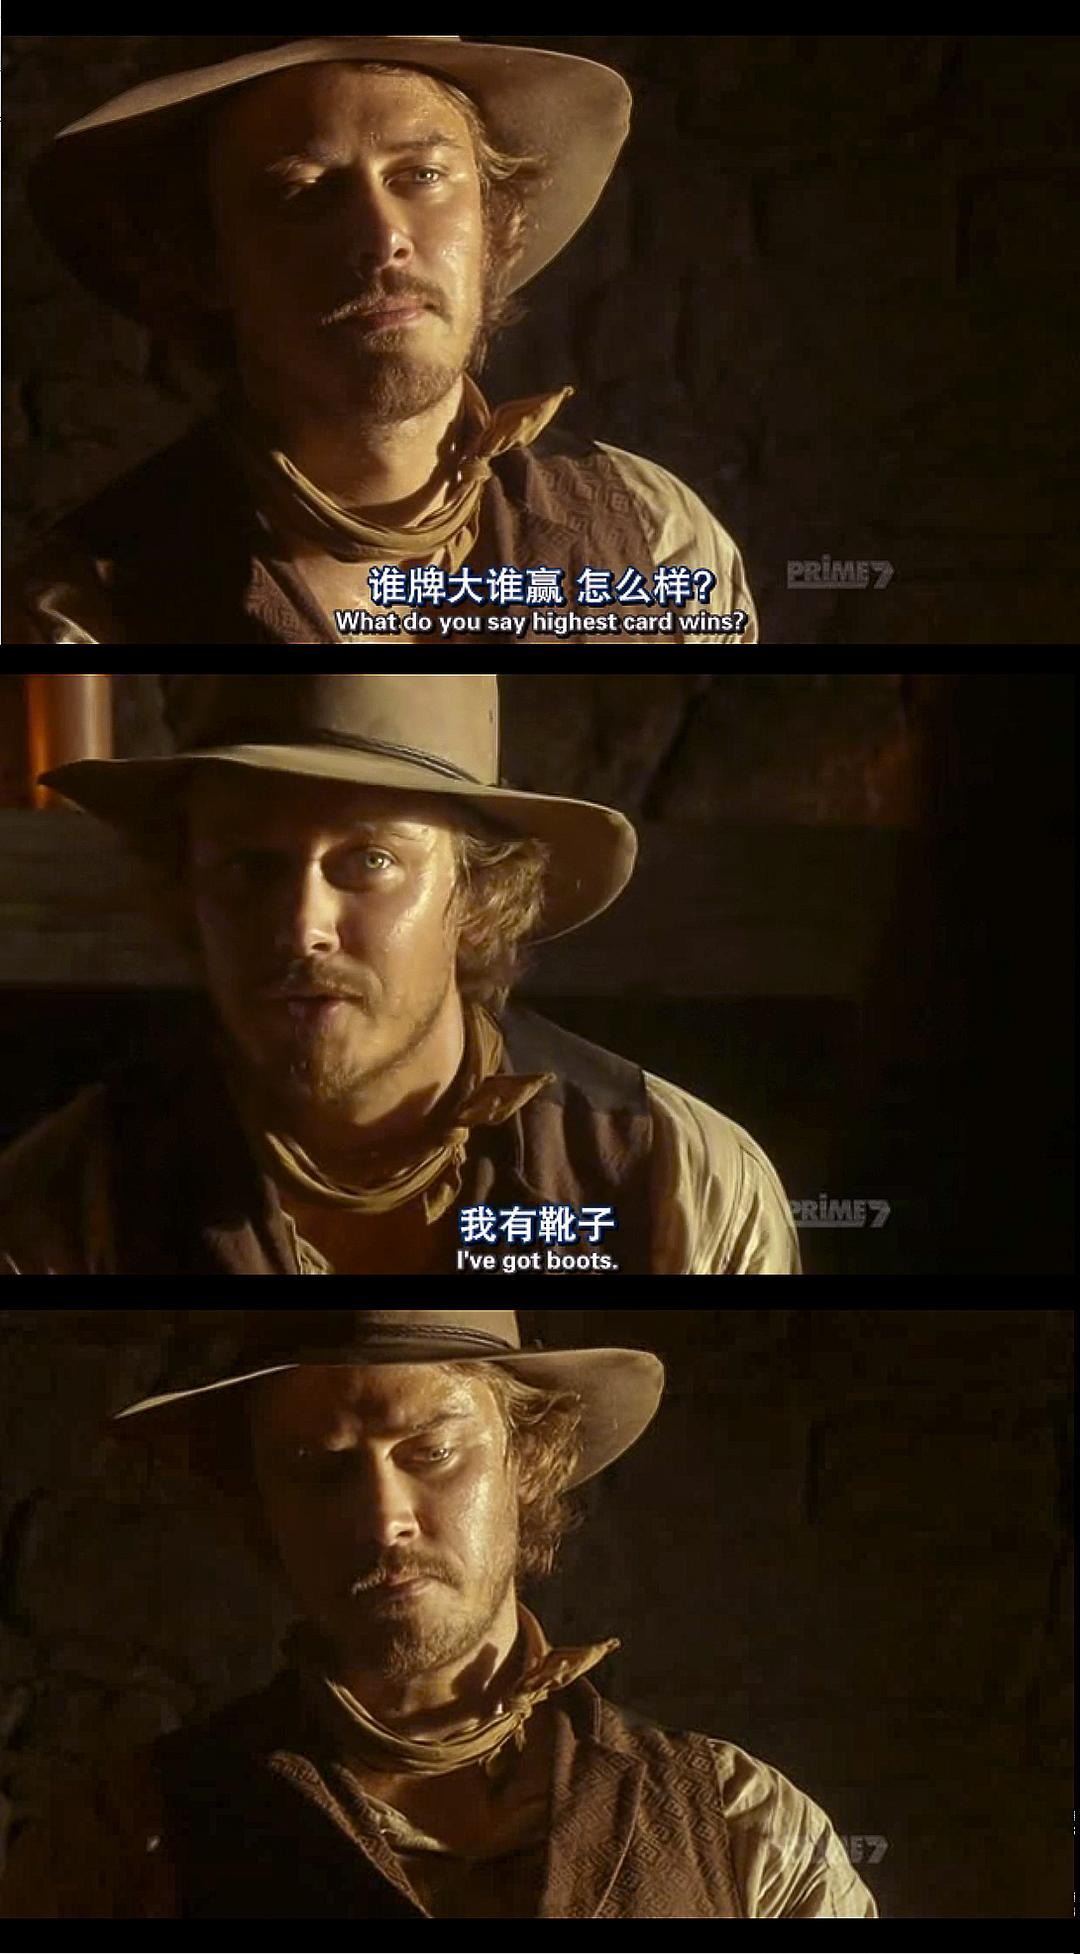 PRIME7
谁牌大谁赢 怎么样?
What do you say highest card wins?
PRIME7
我有靴子
I've got boots.
ME7